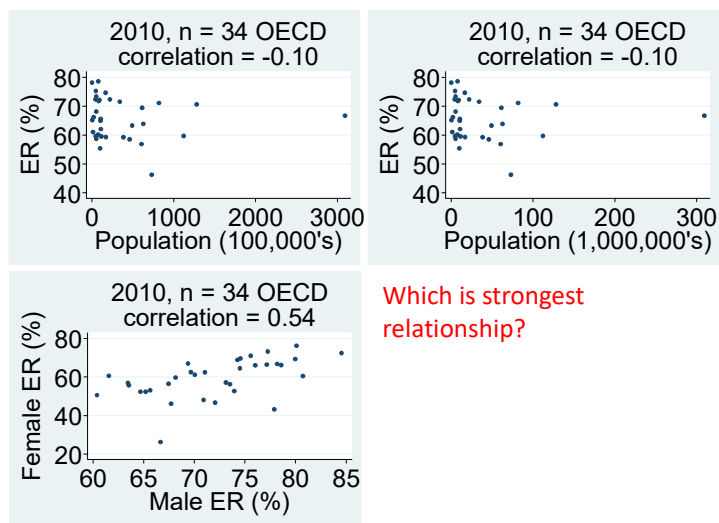 2010, n = 34 OECD
correlation = -0.10
ER (%)
80
70
60
50
40
0 1000 2000 3000
Population (100,000's)
2010, n = 34 OECD
correlation = -0.10
ER (%)
80
70
60
50
40
0 100 200 300
Population (1,000,000's)
2010, n = 34 OECD
correlation = 0.54
Female ER (%)
80
60
40
20
60 65 70 75 80 85
Male ER (%)
Which is strongest
relationship?